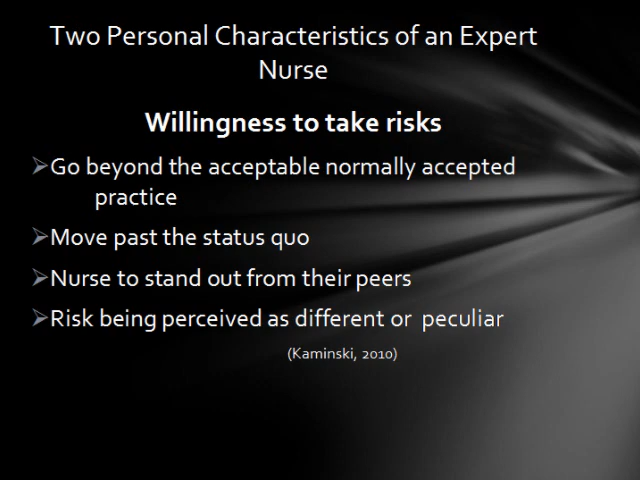 Two Personal Characteristics of an Expert
Nurse
Willingness to take risks
➢Go beyond the acceptable normally accepted
practice
➢Move past the status quo
➢Nurse to stand out from their peers
➢Risk being perceived as different or  peculiar
(Kaminski, 2010)